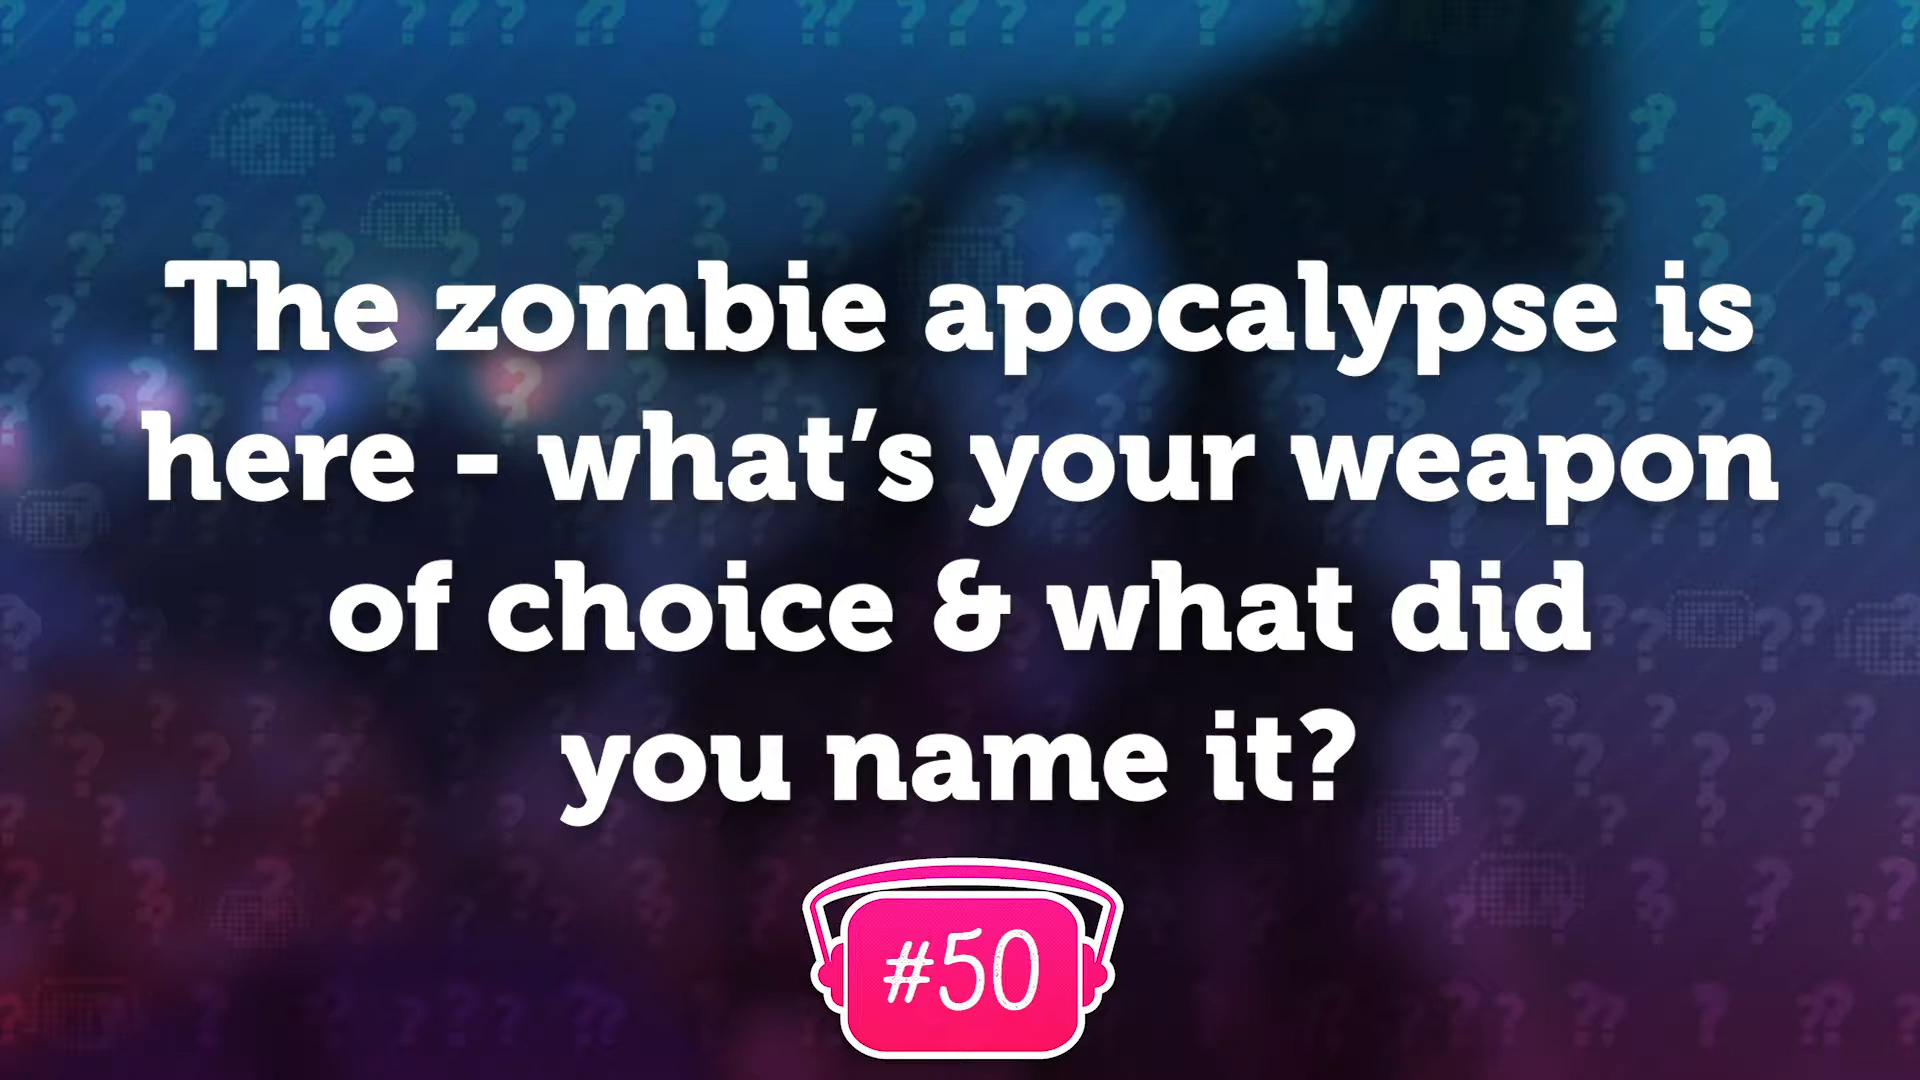 The zombie apocalypse is
here - what's your weapon
of choice & what did
you name it?
#50